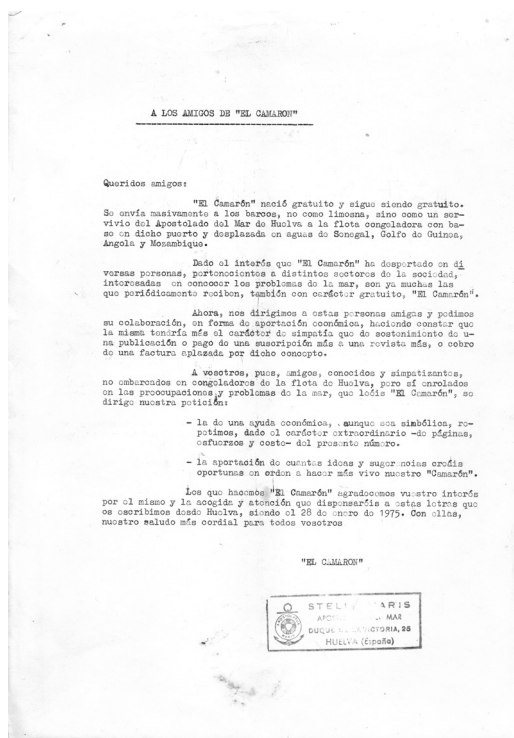 A LOS AMIGOS DE "EL CAMARON"
Queridos amigos:
"El Camarón" nació gratuito y sigue siendo gratuito.
Se envía masivamente a los barcos, no como limosna, sino como un ser-
vivio del Apostolado del Mar de Huelva a la flota congeladora con ba-
se en dicho puerto y desplazada en aguas de Senegal, Golfo de Guinea,
Angola y Mozambique.
Dado el interés que "El Camarón" ha despertado en di
versas personas, pertenecientes a distintos sectores de la sociedad,
interesadas en conocer los problemas de la mar, son ya muchas las
que periódicamente reciben, también con carácter gratuito, "El Camarón".
Ahora, nos dirigimos a estas personas amigas y pedimos
su colaboración, en forma de aportación económica, haciendo constar que
la misma tendría más el carácter de simpatía que de sostenimiento de u-
na publicación o pago de una suscripción más a una revista más, o cobro
de una factura aplazada por dicho concepto.
A vosotros, pues, amigos, conocidos y simpatizantes,
no embarcados en congeladores de la flota de Huelva, pero sí enrolados
en las preocupaciones y problemas de la mar, que leéis "El Camarón", se
dirige nuestra petición:
- la de una ayuda económica, aunque sea simbólica, re-
petimos, dado el carácter extraordinario -de páginas,
esfuerzos y coste- del presente número.
- la aportación de cuantas ideas y sugerencias creáis
oportunas en orden a hacer más vivo nuestro "Camarón".
Los que hacemos "El Camarón" agradecemos vuestro interés
por el mismo y la acogida y atención que dispensaréis a estas letras que
os escribimos desde Huelva, siendo el 28 de enero de 1975. Con ellas,
nuestro saludo más cordial para todos vosotros
"EL CAMARON"
STELLA MARIS
MAR
DUQUE VICTORIA, 35
HUELVA (España)